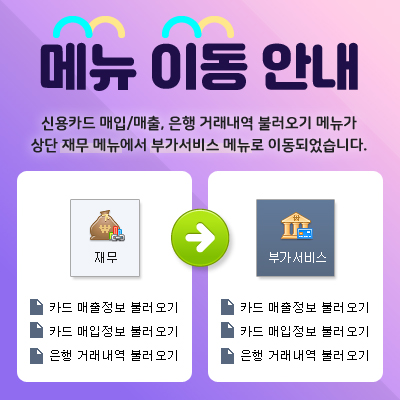 메뉴 이동 안내
신용카드 매입/매출, 은행 거래내역 불러오기 메뉴가
상단 재무 메뉴에서 부가서비스 메뉴로 이동되었습니다.
재무
카드 매출정보 불러오기
카드 매입정보 불러오기
은행 거래내역 불러오기
부가서비스
카드 매출정보 불러오기
카드 매입정보 불러오기
은행 거래내역 불러오기